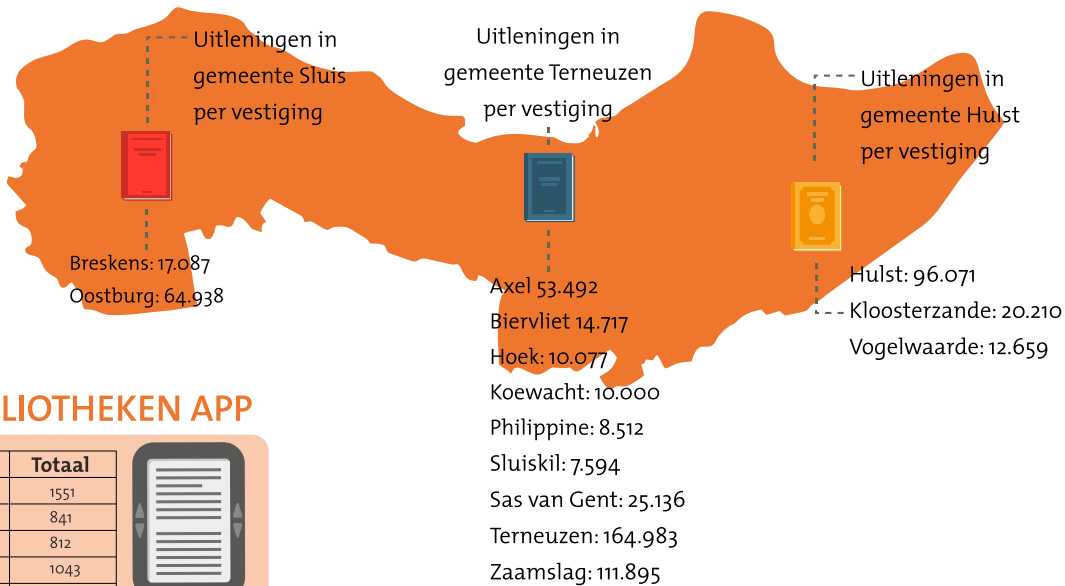 Uitleningen in
gemeente Sluis
per vestiging
Breskens: 17.087
Oostburg: 64.938
Uitleningen in
gemeente Terneuzen
per vestiging
Axel 53.492
Biervliet 14.717
Hoek: 10.077
Koewacht: 10.000
Philippine: 8.512
Sluiskil: 7.594
Sas van Gent: 25.136
Terneuzen: 164.983
Zaamslag: 111.895
Uitleningen in
gemeente Hulst
per vestiging
Hulst: 96.071
Kloosterzande: 20.210
Vogelwaarde: 12.659
LIOTHEKEN APP
Totaal
1551
841
812
1043